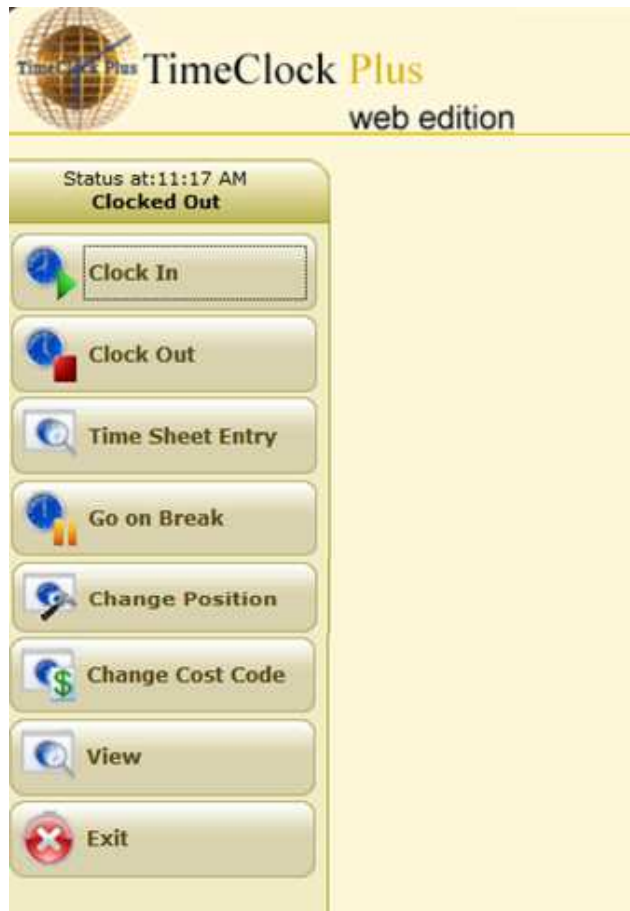 TimeClock Plus
TimeClock Plus
web edition
Status at:11:17 AM
Clocked Out
Clock In
Clock Out
Time Sheet Entry
Go on Break
Change Position
Change Cost Code
View
Exit